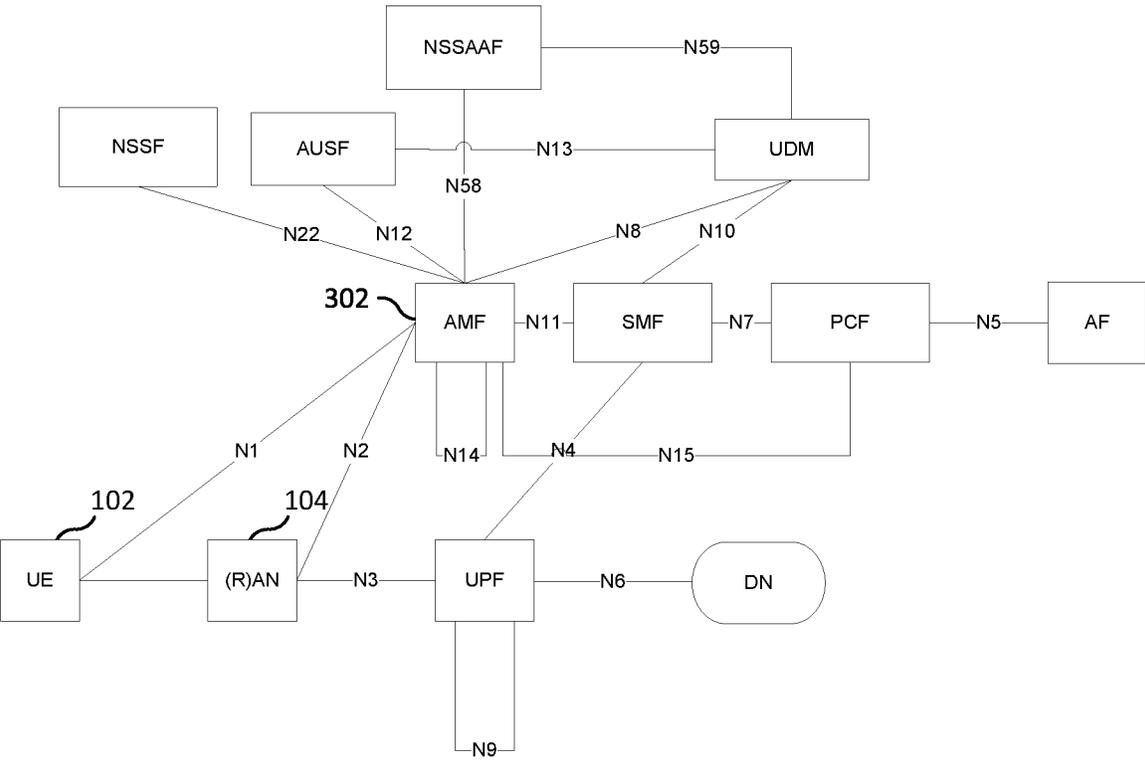 NSSAAF
N59
NSSF
AUSF
N13
UDM
N58
N22
N12
N8
N10
302
AMF
N11
SMF
N7
PCF
N5
AF
N1
N2
N14
N4
N15
102
104
UE
(R)AN
N3
UPF
N6
DN
N9